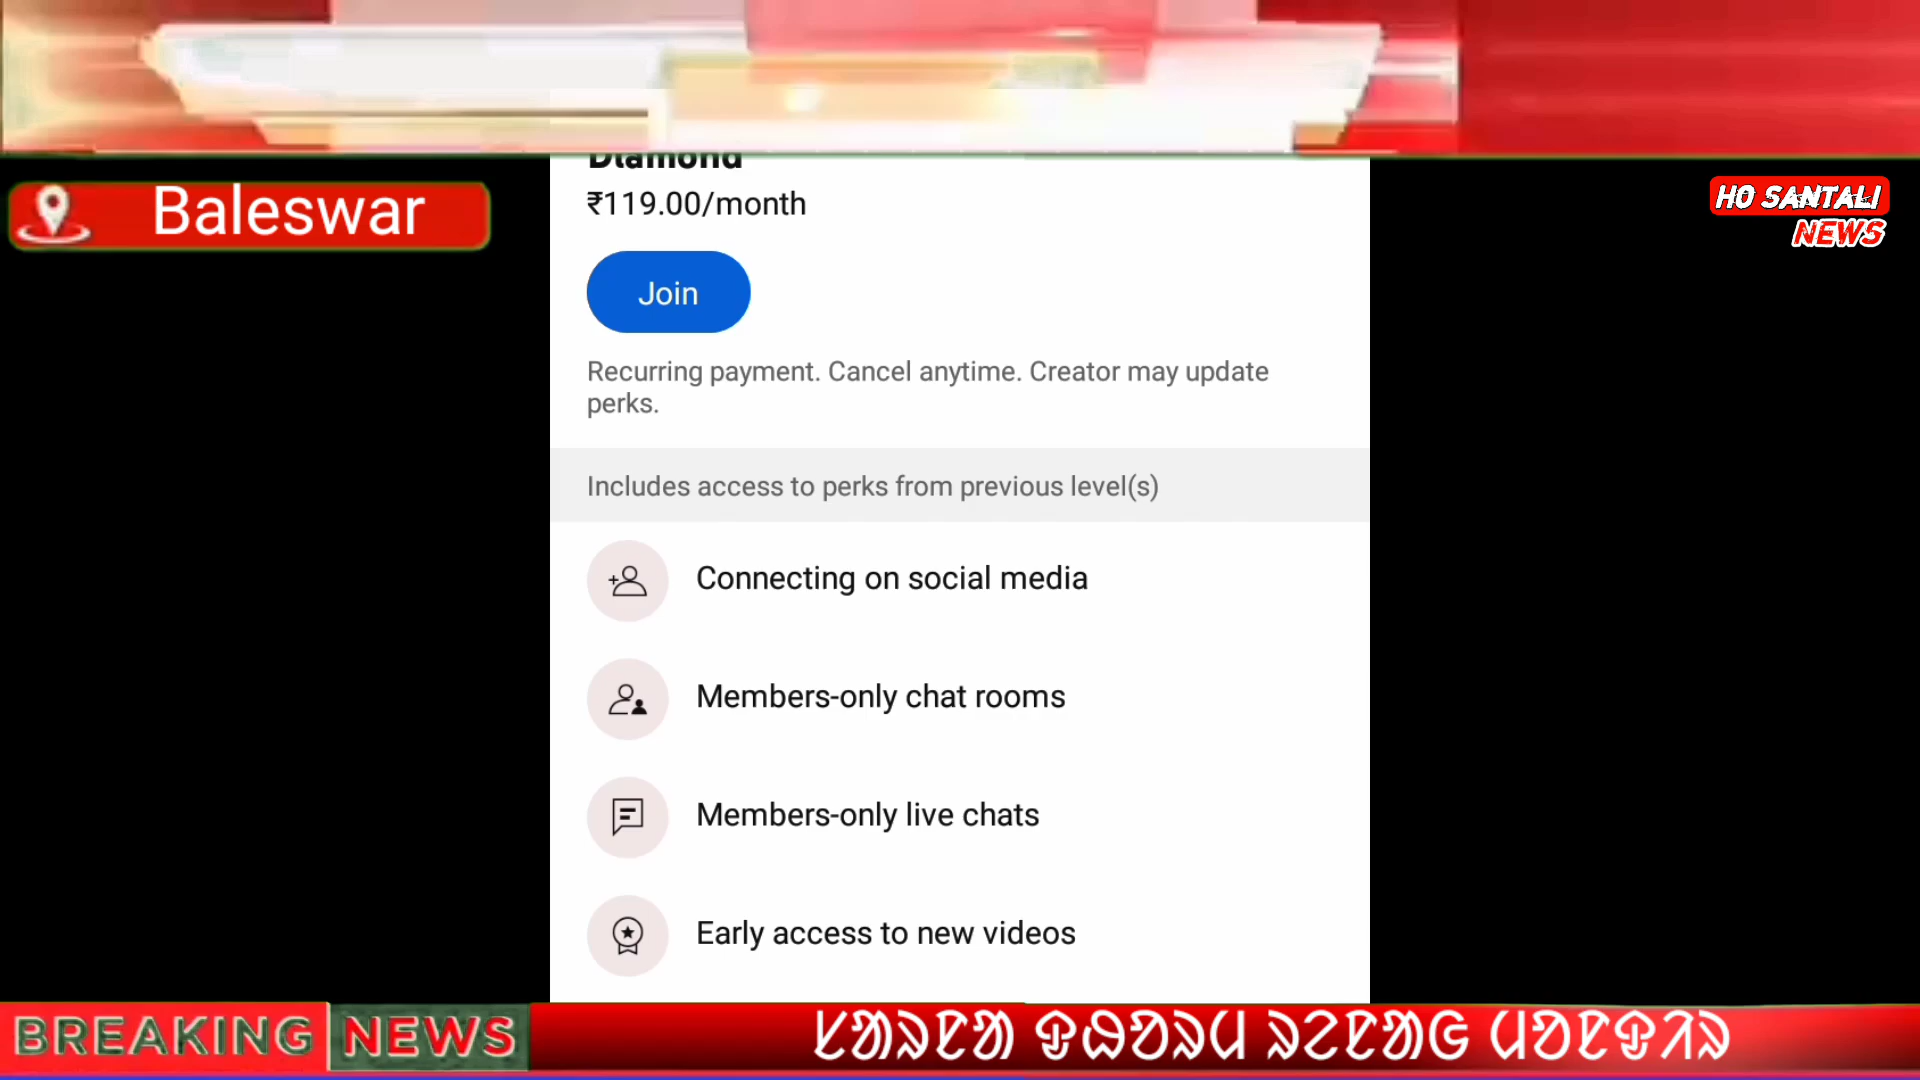 Diamond
₹119.00/month
Baleswar
HO SANTALI
NEWS
Join
Recurring payment. Cancel anytime. Creator may update
perks.
Includes access to perks from previous level(s)
Connecting on social media
Members-only chat rooms
Members-only live chats
Early access to new videos
BREAKING NEWS